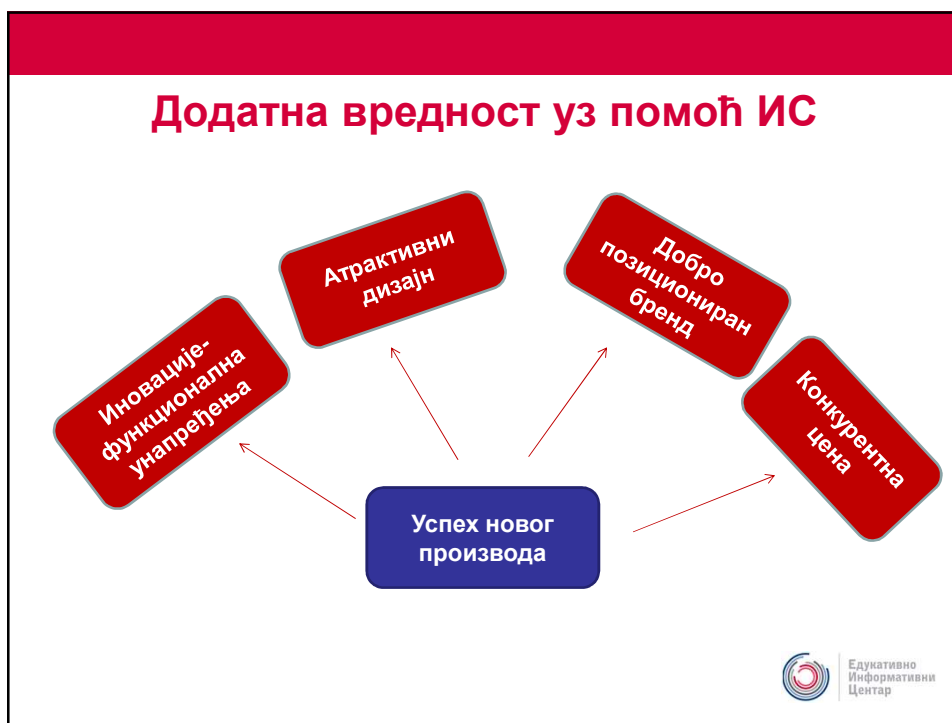 Додатна вредност уз помоћ ИС
Иновације-
функционална
унапређења
Атрактивни
дизајн
Добро
позициониран
бренд
Конкурентна
цена
Успех новог
производа
Едукативно
Информативни
Центар